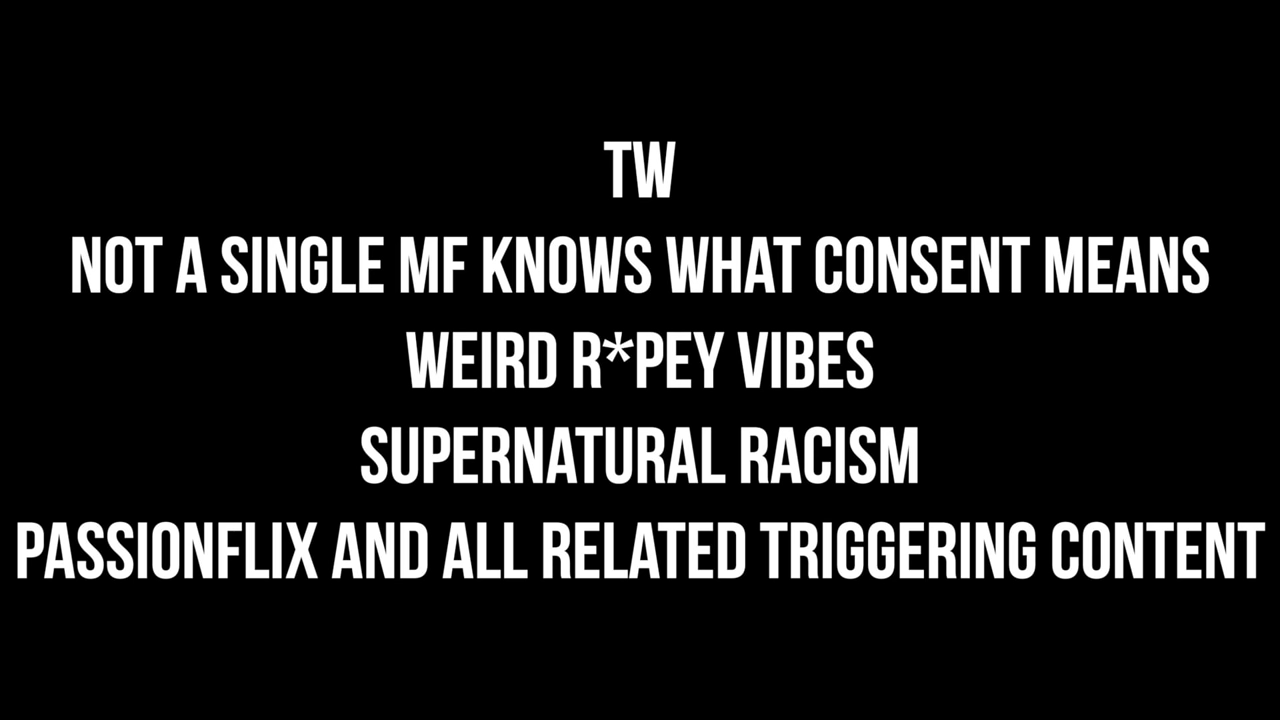 TW
NOT A SINGLE MF KNOWS WHAT CONSENT MEANS
WEIRD R*PEY VIBES
SUPERNATURAL RACISM
PASSIONFLIX AND ALL RELATED TRIGGERING CONTENT